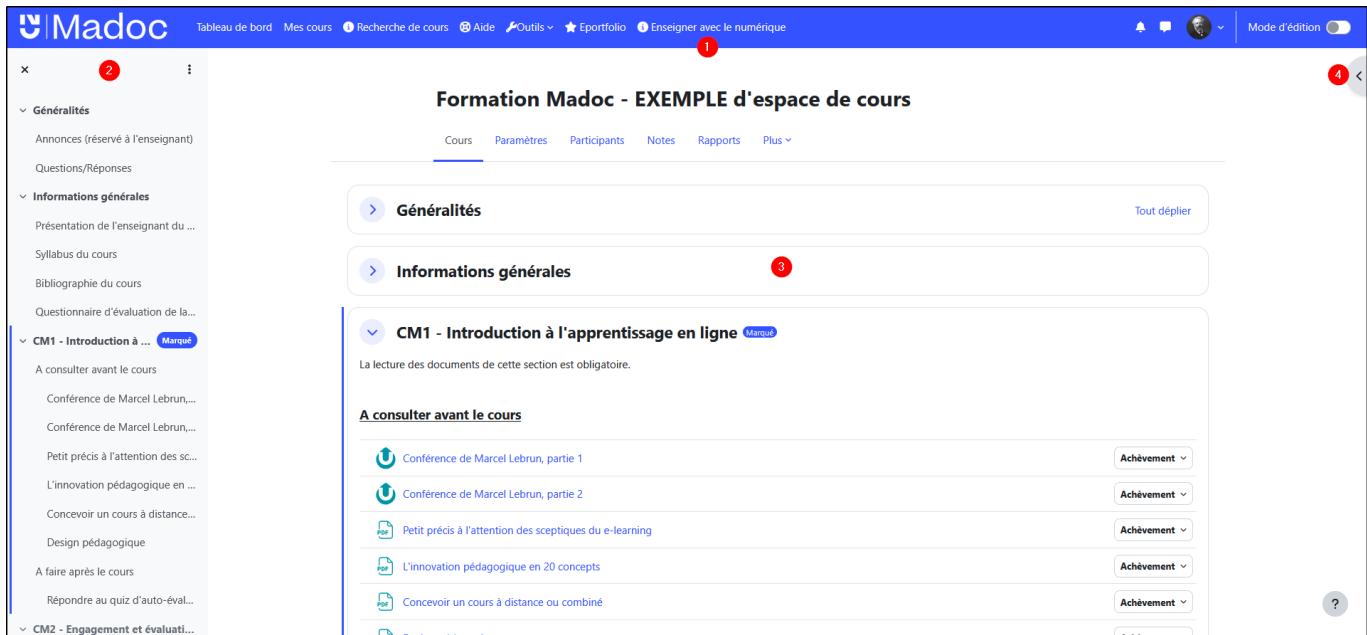 Madoc
Tableau de bord Mes cours Recherche de cours Aide Outils Eportfolio Enseigner avec le numérique Mode d'édition
1
2
4
Généralités
Annonces (réservé à l'enseignant)
Questions/Réponses
Informations générales
Présentation de l'enseignant du ...
Syllabus du cours
Bibliographie du cours
Questionnaire d'évaluation de la...
CM1 - Introduction à ... Marqué
A consulter avant le cours
Conférence de Marcel Lebrun,...
Conférence de Marcel Lebrun,...
Petit précis à l'attention des sc...
L'innovation pédagogique en ...
Concevoir un cours à distance...
Design pédagogique
A faire après le cours
Répondre au quiz d'auto-éval...
CM2 - Engagement et évaluati...
Formation Madoc - EXEMPLE d'espace de cours
Cours Paramètres Participants Notes Rapports Plus
Généralités Tout déplier
Informations générales 3
CM1 - Introduction à l'apprentissage en ligne Marqué
La lecture des documents de cette section est obligatoire.
A consulter avant le cours
Conférence de Marcel Lebrun, partie 1 Achèvement
Conférence de Marcel Lebrun, partie 2 Achèvement
PDF Petit précis à l'attention des sceptiques du e-learning Achèvement
PDF L'innovation pédagogique en 20 concepts Achèvement
PDF Concevoir un cours à distance ou combiné Achèvement
?